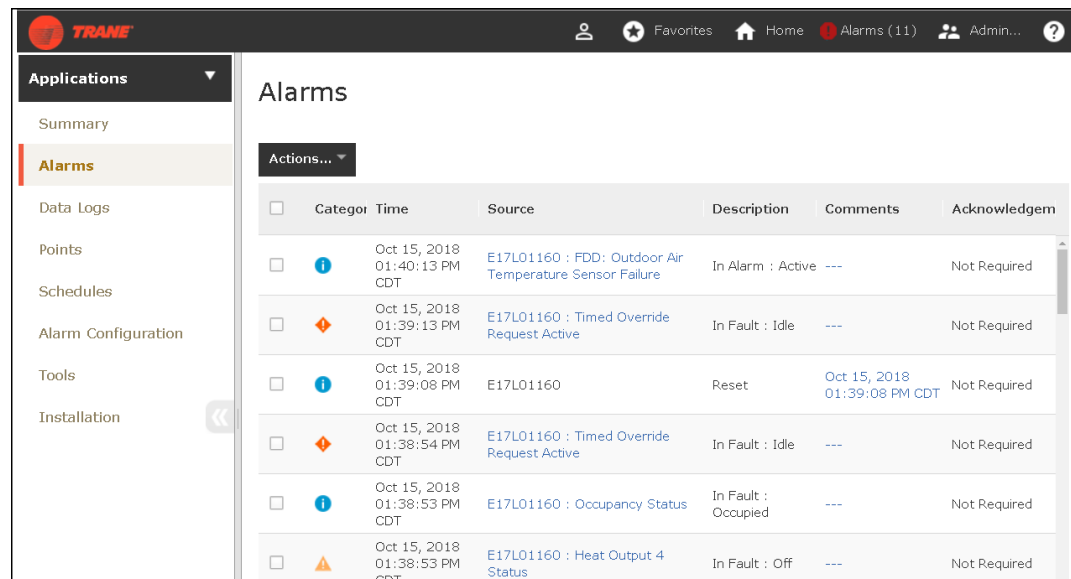 TRANE
Favorites Home Alarms (11) Admin...
Applications
Summary
Alarms
Data Logs
Points
Schedules
Alarm Configuration
Tools
Installation
Alarms
Actions...
Categor Time Source Description Comments Acknowledgem
Oct 15, 2018
01:40:13 PM
CDT
E17L01160 : FDD: Outdoor Air
Temperature Sensor Failure
In Alarm : Active
---
Not Required
Oct 15, 2018
01:39:13 PM
CDT
E17L01160 : Timed Override
Request Active
In Fault : Idle
---
Not Required
Oct 15, 2018
01:39:08 PM
CDT
E17L01160
Reset
Oct 15, 2018
01:39:08 PM CDT
Not Required
Oct 15, 2018
01:38:54 PM
CDT
E17L01160 : Timed Override
Request Active
In Fault : Idle
---
Not Required
Oct 15, 2018
01:38:53 PM
CDT
E17L01160 : Occupancy Status
In Fault :
Occupied
---
Not Required
Oct 15, 2018
01:38:53 PM
CDT
E17L01160 : Heat Output 4
Status
In Fault : Off
---
Not Required